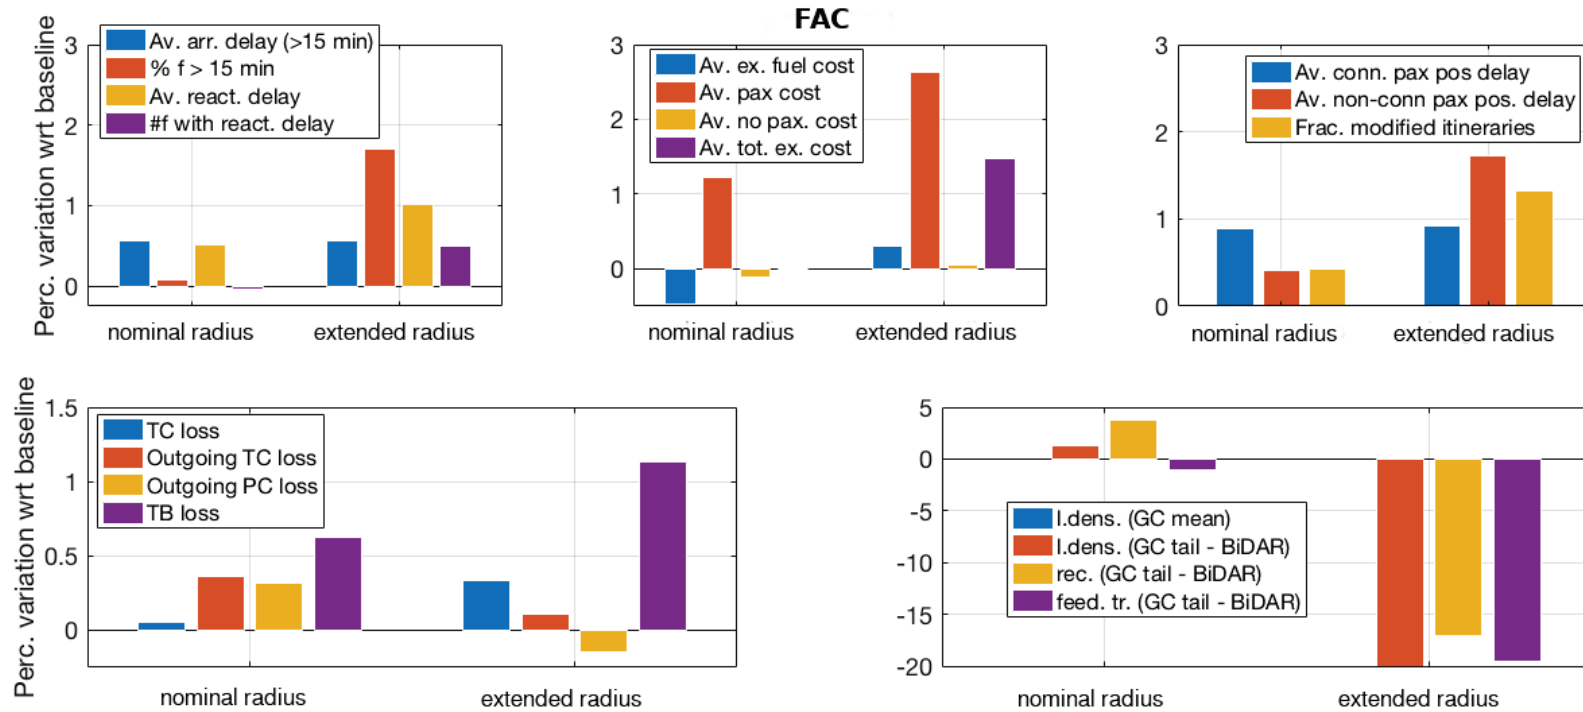 FAC
Perc. variation wrt baseline
3
2
1
0
Av. arr. delay (>15 min)
% f > 15 min
Av. react. delay
#f with react. delay
nominal radius
extended radius
3
2
1
0
Av. ex. fuel cost
Av. pax cost
Av. no pax. cost
Av. tot. ex. cost
nominal radius
extended radius
3
2
1
0
Av. conn. pax pos delay
Av. non-conn pax pos. delay
Frac. modified itineraries
nominal radius
extended radius
Perc. variation wrt baseline
1.5
1
0.5
0
TC loss
Outgoing TC loss
Outgoing PC loss
TB loss
nominal radius
extended radius
5
0
-5
-10
-15
-20
l.dens. (GC mean)
l.dens. (GC tail - BiDAR)
rec. (GC tail - BiDAR)
feed. tr. (GC tail - BiDAR)
nominal radius
extended radius